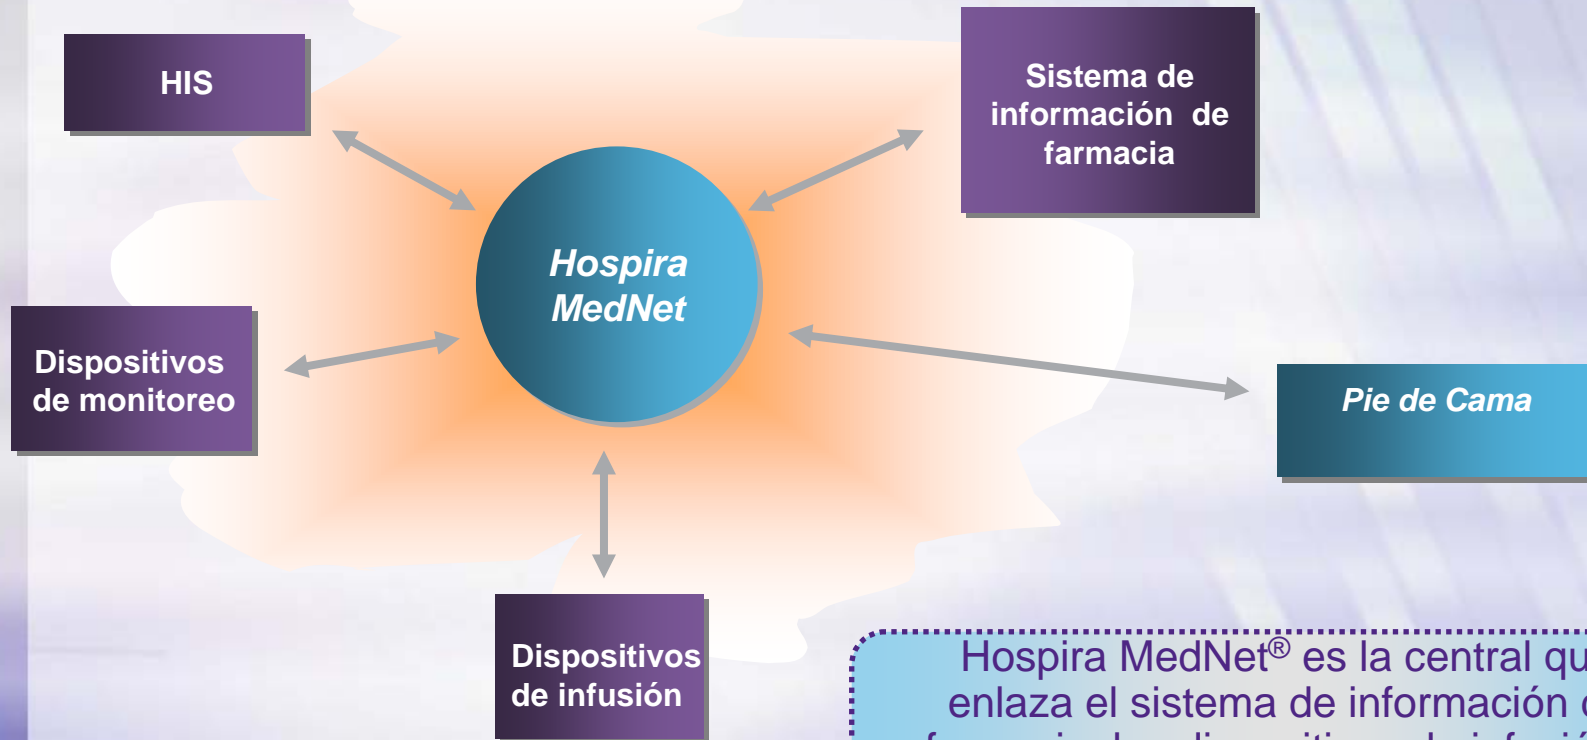 HIS
Sistema de
información de
farmacia
Hospira
MedNet
Dispositivos
de monitoreo
Pie de Cama
Dispositivos
de infusión
Hospira MedNet® es la central
enlaza el sistema de información